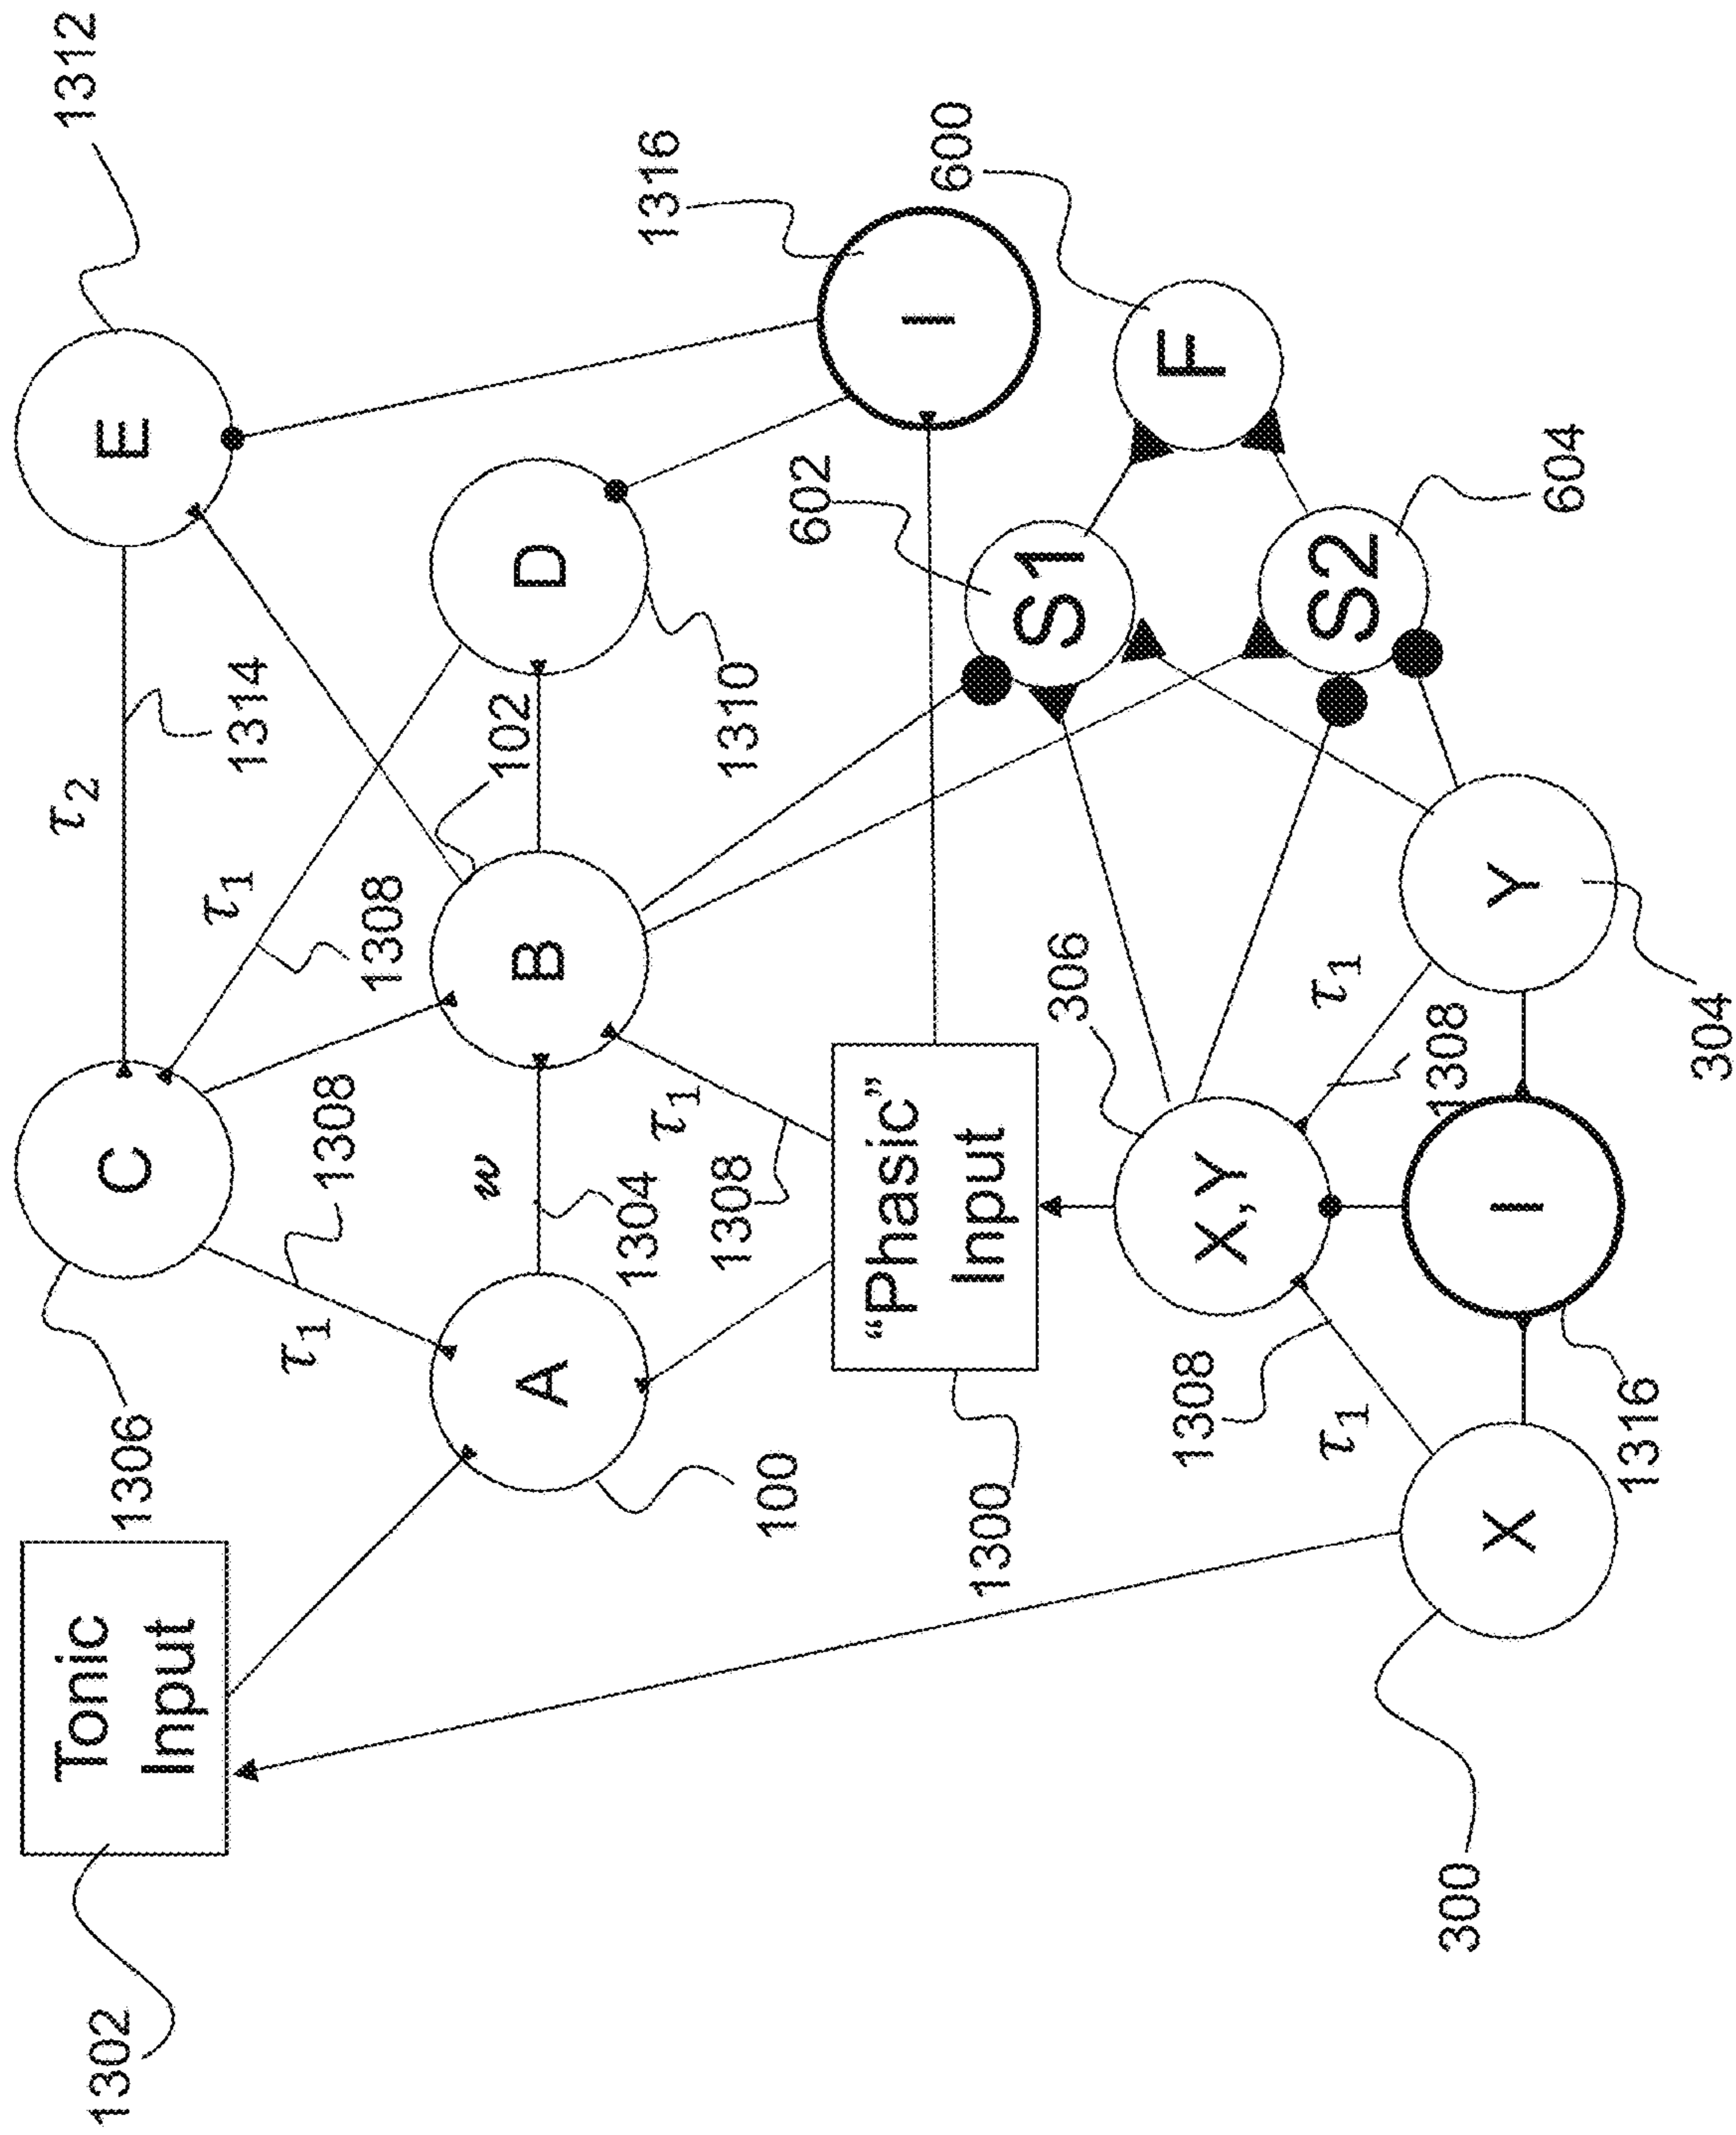 1302
Tonic
Input
1306
C
τ1
1308
τ2
1314
E
1312
100
A
w
1304
τ1
1308
B
τ1
1308
102
D
1310
I
1316
1300
“Phasic”
Input
602
S1
F
600
S2
604
300
X
τ1
1308
X,Y
306
I
1316
τ1
1308
Y
304